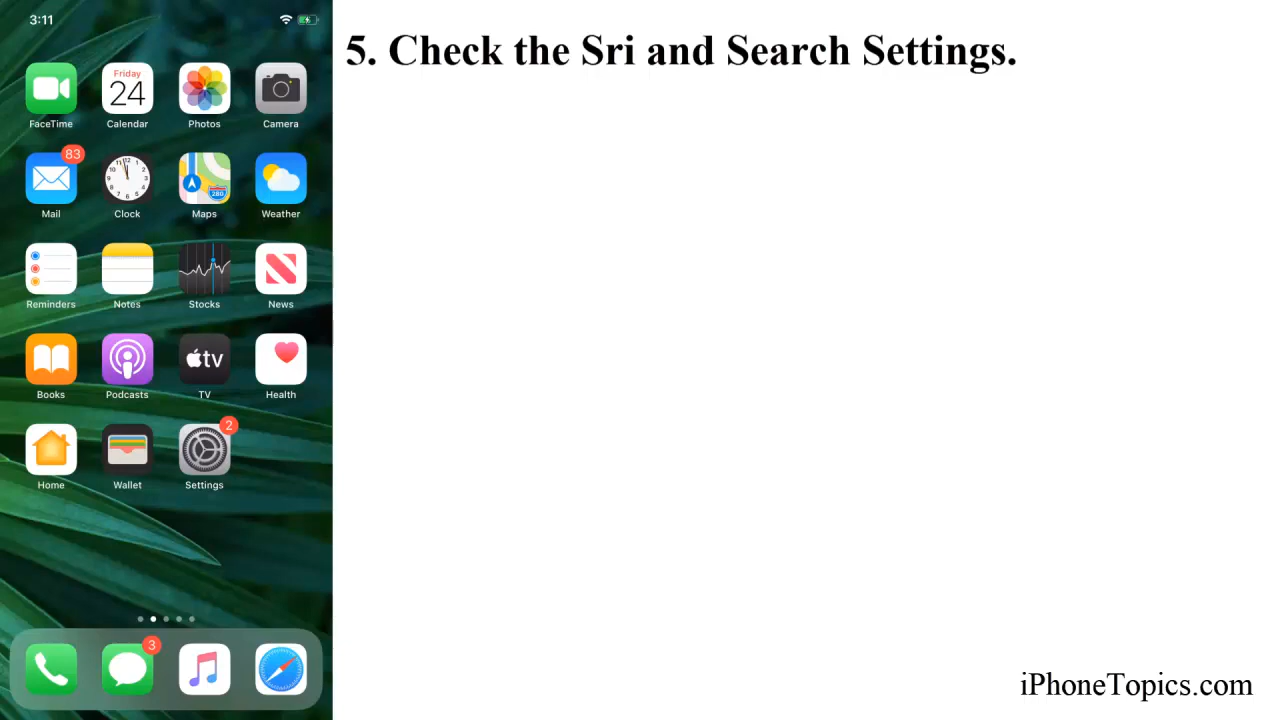 3:11
5. Check the Sri and Search Settings.
Friday
24
FaceTime Calendar Photos Camera
83
280
Mail Clock Maps Weather
Reminders Notes Stocks News
tv
Books Podcasts TV Health
2
Home Wallet Settings
3
iPhoneTopics.com